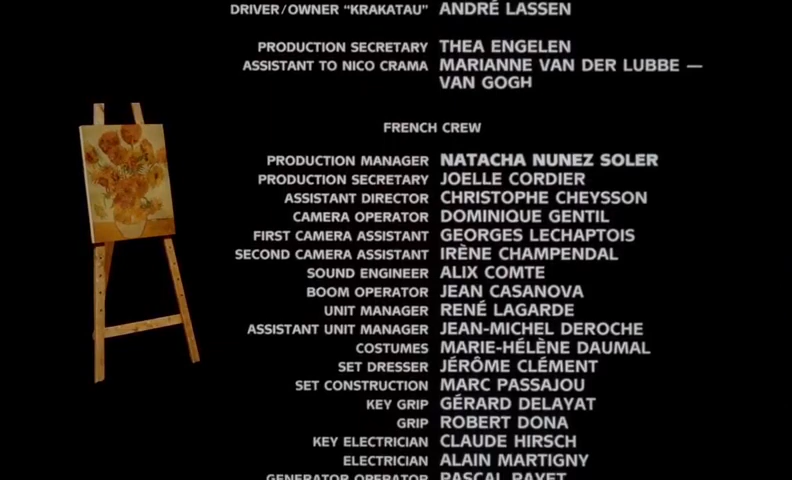 DRIVER/OWNER “KRAKATAU” ANDRÉ LASSEN
PRODUCTION SECRETARY THEA ENGELEN
ASSISTANT TO NICO CRAMA MARIANNE VAN DER LUBBE —
VAN GOGH
FRENCH CREW
PRODUCTION MANAGER NATACHA NUNEZ SOLER
PRODUCTION SECRETARY JOELLE CORDIER
ASSISTANT DIRECTOR CHRISTOPHE CHEYSSON
CAMERA OPERATOR DOMINIQUE GENTIL
FIRST CAMERA ASSISTANT GEORGES LECHAPTOIS
SECOND CAMERA ASSISTANT IRÈNE CHAMPENDAL
SOUND ENGINEER ALIX COMTE
BOOM OPERATOR JEAN CASANOVA
UNIT MANAGER RENÉ LAGARDE
ASSISTANT UNIT MANAGER JEAN-MICHEL DEROCHE
COSTUMES MARIE-HÉLÈNE DAUMAL
SET DRESSER JÉRÔME CLÉMENT
SET CONSTRUCTION MARC PASSAJOU
KEY GRIP GÉRARD DELAYAT
GRIP ROBERT DONA
KEY ELECTRICIAN CLAUDE HIRSCH
ELECTRICIAN ALAIN MARTIGNY
GENERATOR OPERATOR PASCAL RAYET